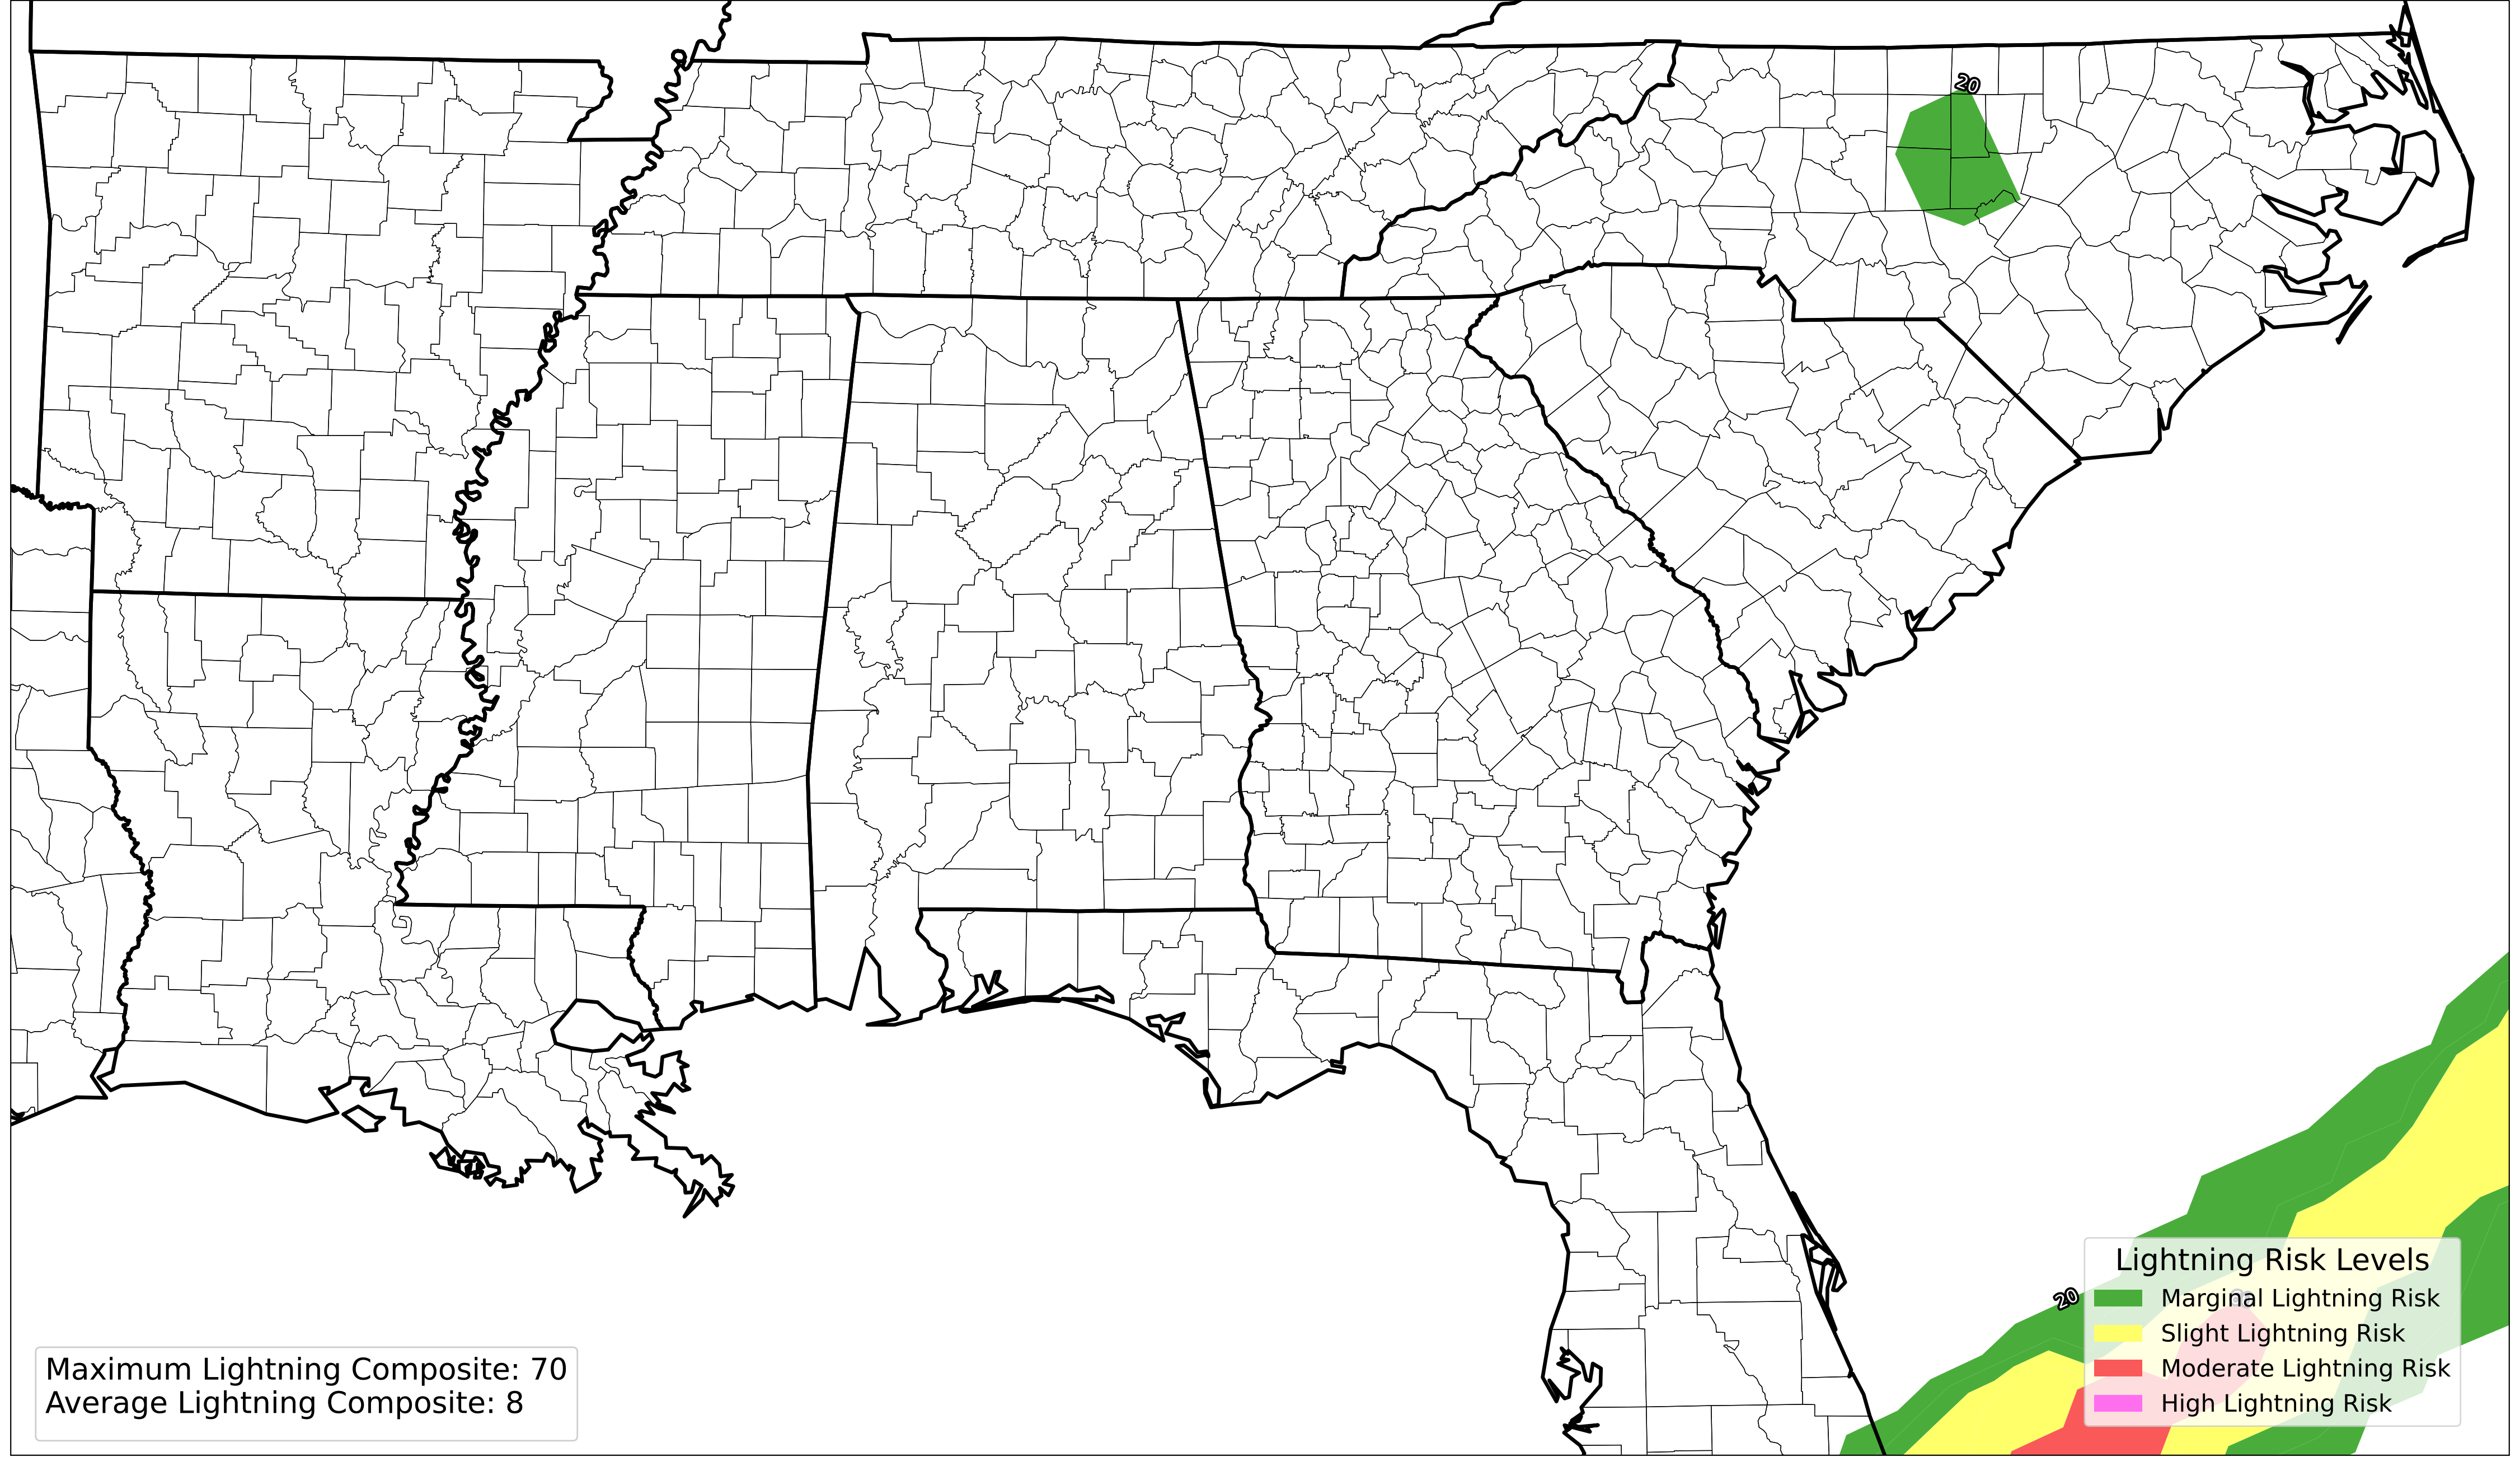 20
20
Lightning Risk Levels
Marginal Lightning Risk
Slight Lightning Risk
Moderate Lightning Risk
High Lightning Risk
Maximum Lightning Composite: 70
Average Lightning Composite: 8